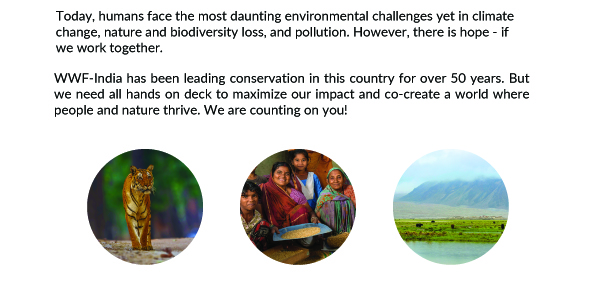 Today, humans face the most daunting environmental challenges yet in climate
change, nature and biodiversity loss, and pollution. However, there is hope - if
we work together.
WWF-India has been leading conservation in this country for over 50 years. But
we need all hands on deck to maximize our impact and co-create a world where
people and nature thrive. We are counting on you!